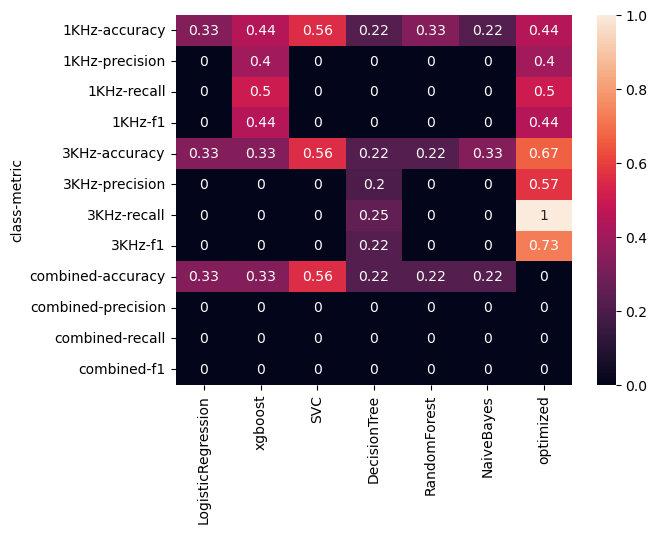 class-metric
1KHz-accuracy 0.33 0.44 0.56 0.22 0.33 0.22 0.44
1KHz-precision 0 0.4 0 0 0 0 0.4
1KHz-recall 0 0.5 0 0 0 0 0.5
1KHz-f1 0 0.44 0 0 0 0 0.44
3KHz-accuracy 0.33 0.33 0.56 0.22 0.22 0.33 0.67
3KHz-precision 0 0 0 0.2 0 0 0.57
3KHz-recall 0 0 0 0.25 0 0 1
3KHz-f1 0 0 0 0.22 0 0 0.73
combined-accuracy 0.33 0.33 0.56 0.22 0.22 0.22 0
combined-precision 0 0 0 0 0 0 0
combined-recall 0 0 0 0 0 0 0
combined-f1 0 0 0 0 0 0 0
LogisticRegression
xgboost
SVC
DecisionTree
RandomForest
NaiveBayes
optimized
1.0
0.8
0.6
0.4
0.2
0.0